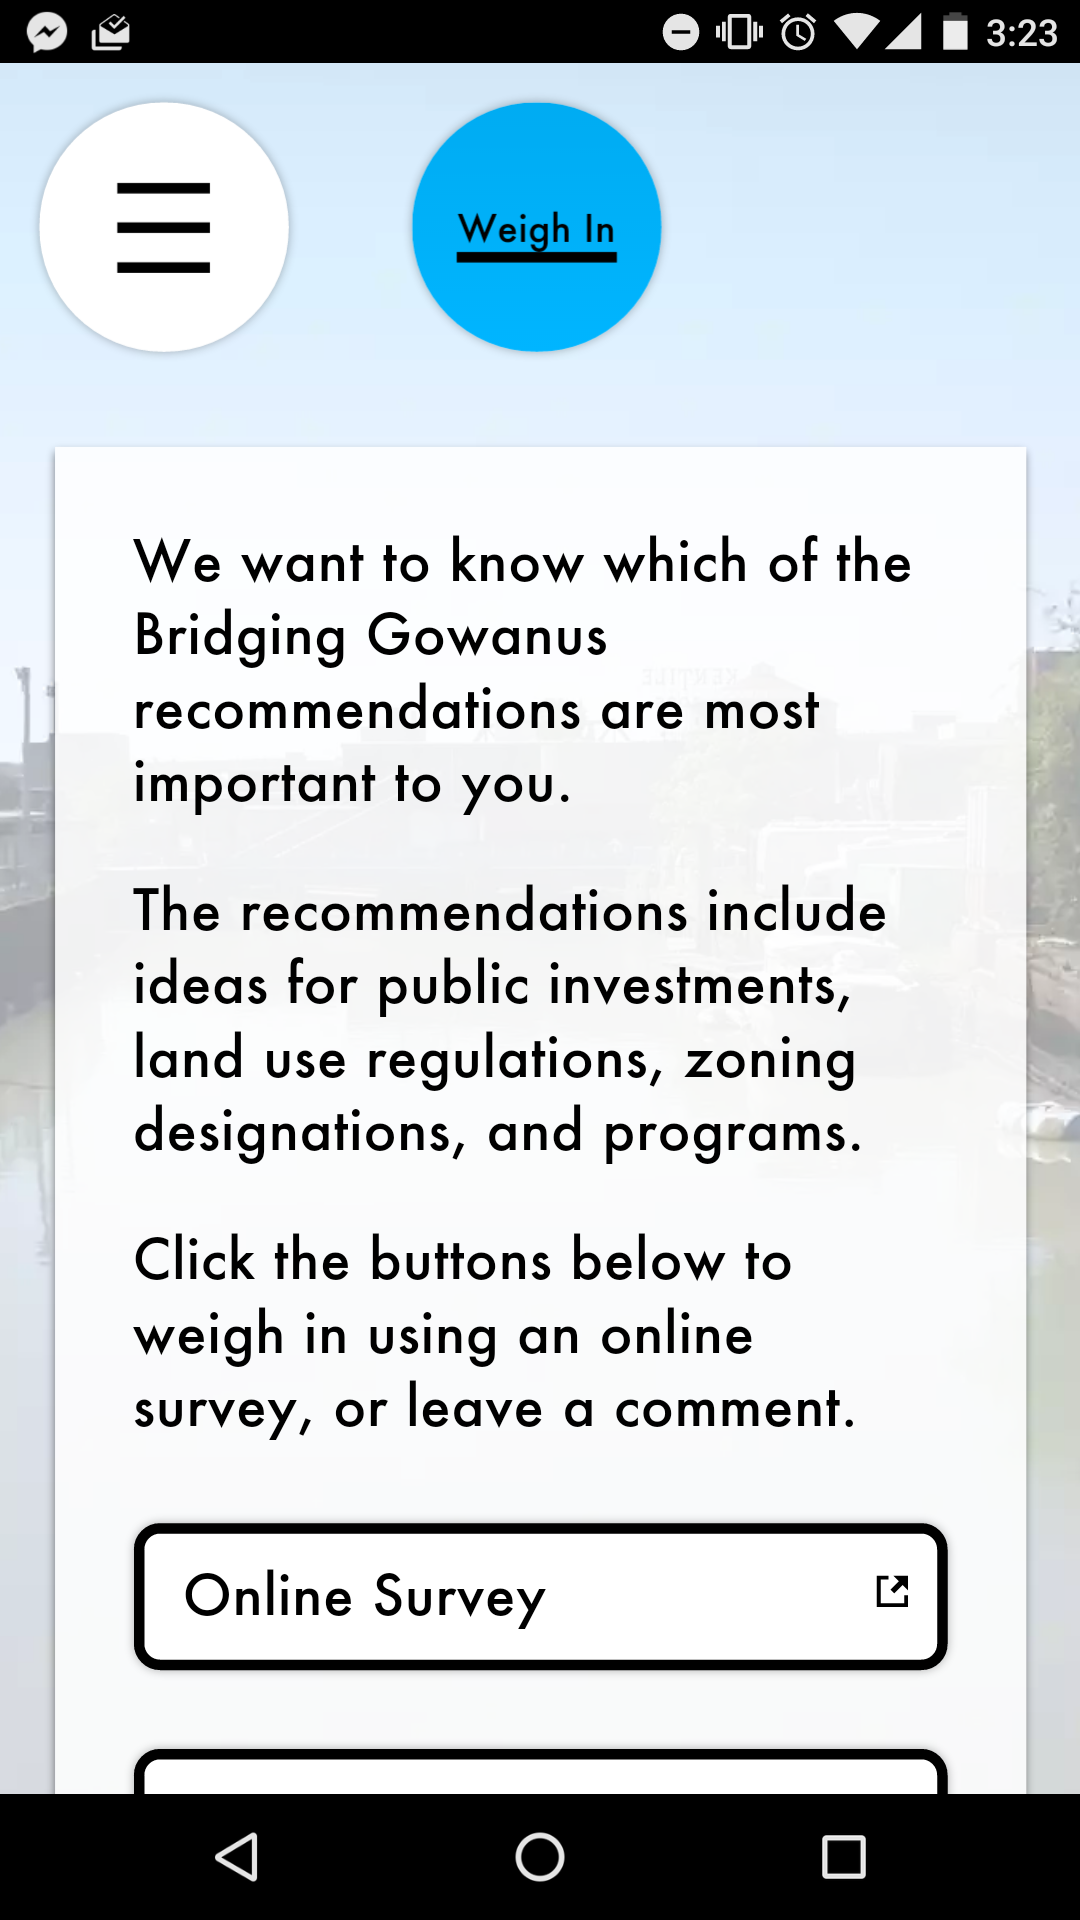 3:23
Weigh In
We want to know which of the
Bridging Gowanus
recommendations are most
important to you.
The recommendations include
ideas for public investments,
land use regulations, zoning
designations, and programs.
Click the buttons below to
weigh in using an online
survey, or leave a comment.
Online Survey